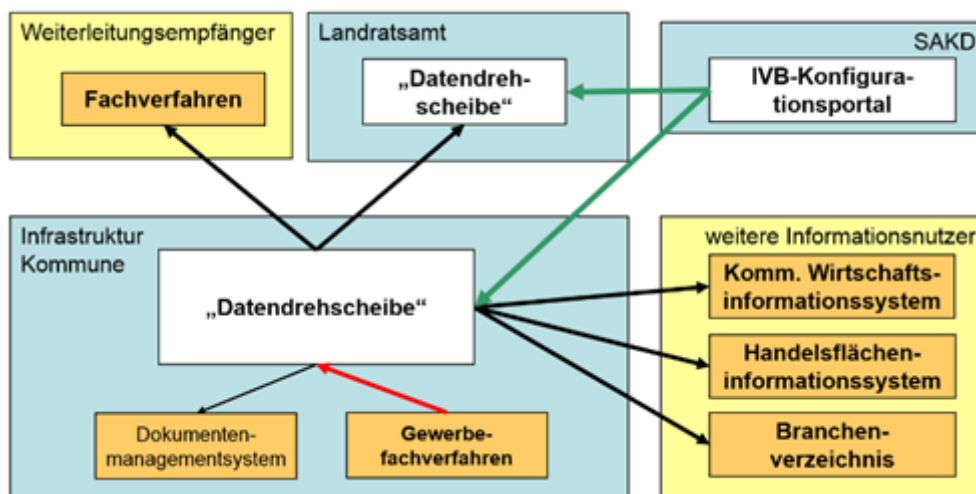 Weiterleitungsempfänger
Fachverfahren
Landratsamt
„Datendreh-
scheibe“
SAKD
IVB-Konfigura-
tionsportal
Infrastruktur
Kommune
„Datendrehscheibe“
Dokumenten-
managementsystem
Gewerbe-
fachverfahren
weitere Informationsnutzer
Komm. Wirtschafts-
informationssystem
Handelsflächen-
informationssystem
Branchen-
verzeichnis